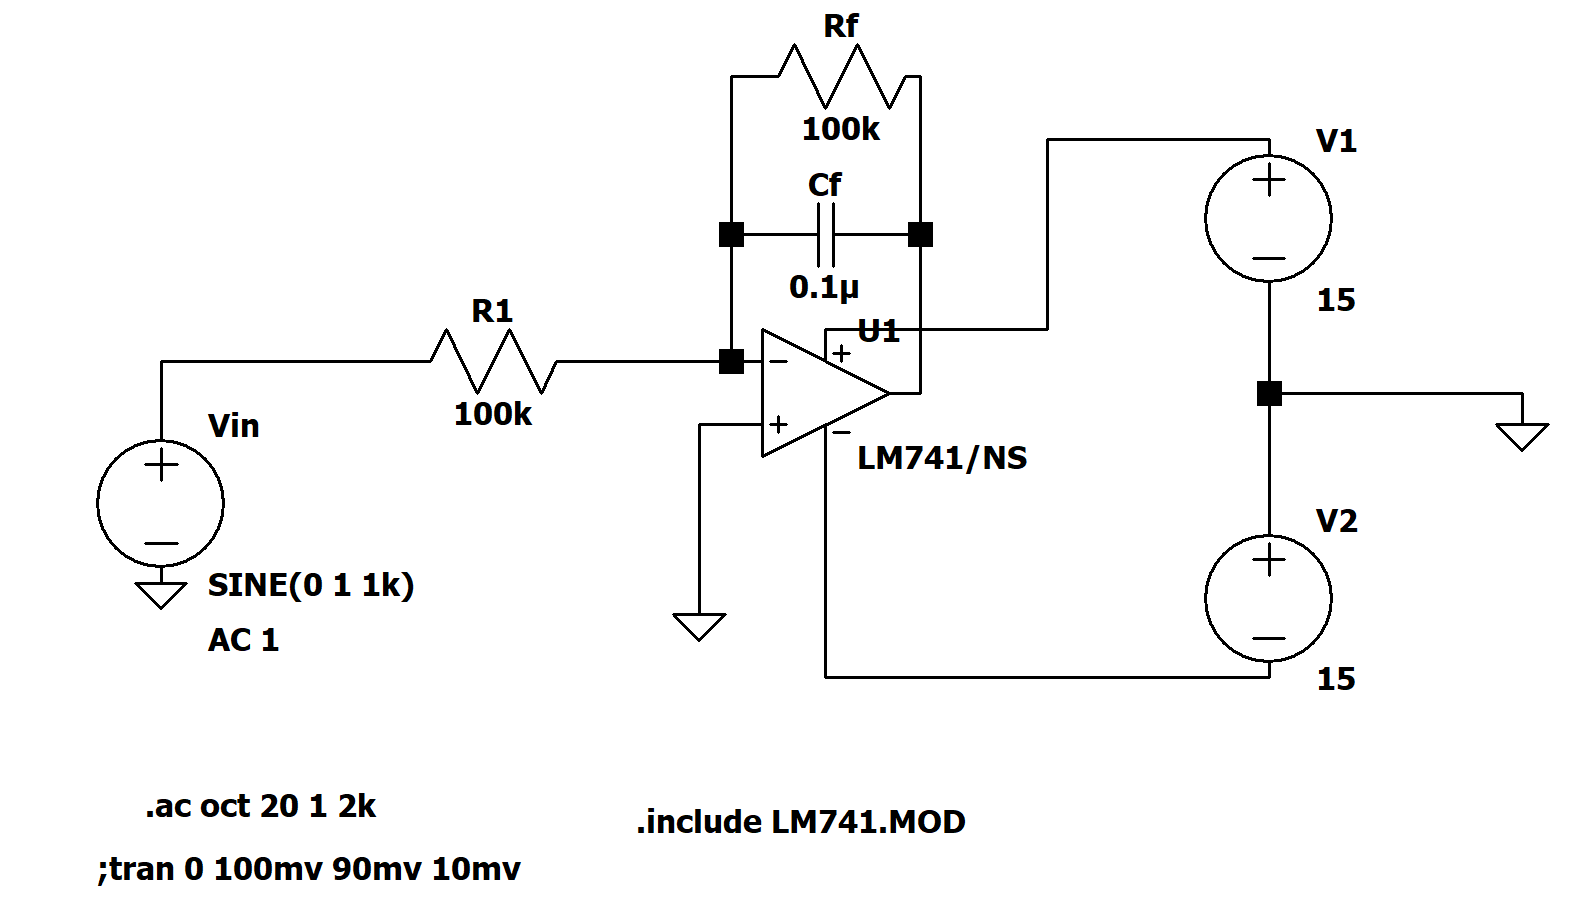 Rf
100k
Cf
0.1µ
V1
15
R1
100k
U1
+
−
−
+
LM741/NS
Vin
+
−
SINE(0 1 1k)
AC 1
+
−
V2
+
−
15
.ac oct 20 1 2k
.include LM741.MOD
;tran 0 100mv 90mv 10mv